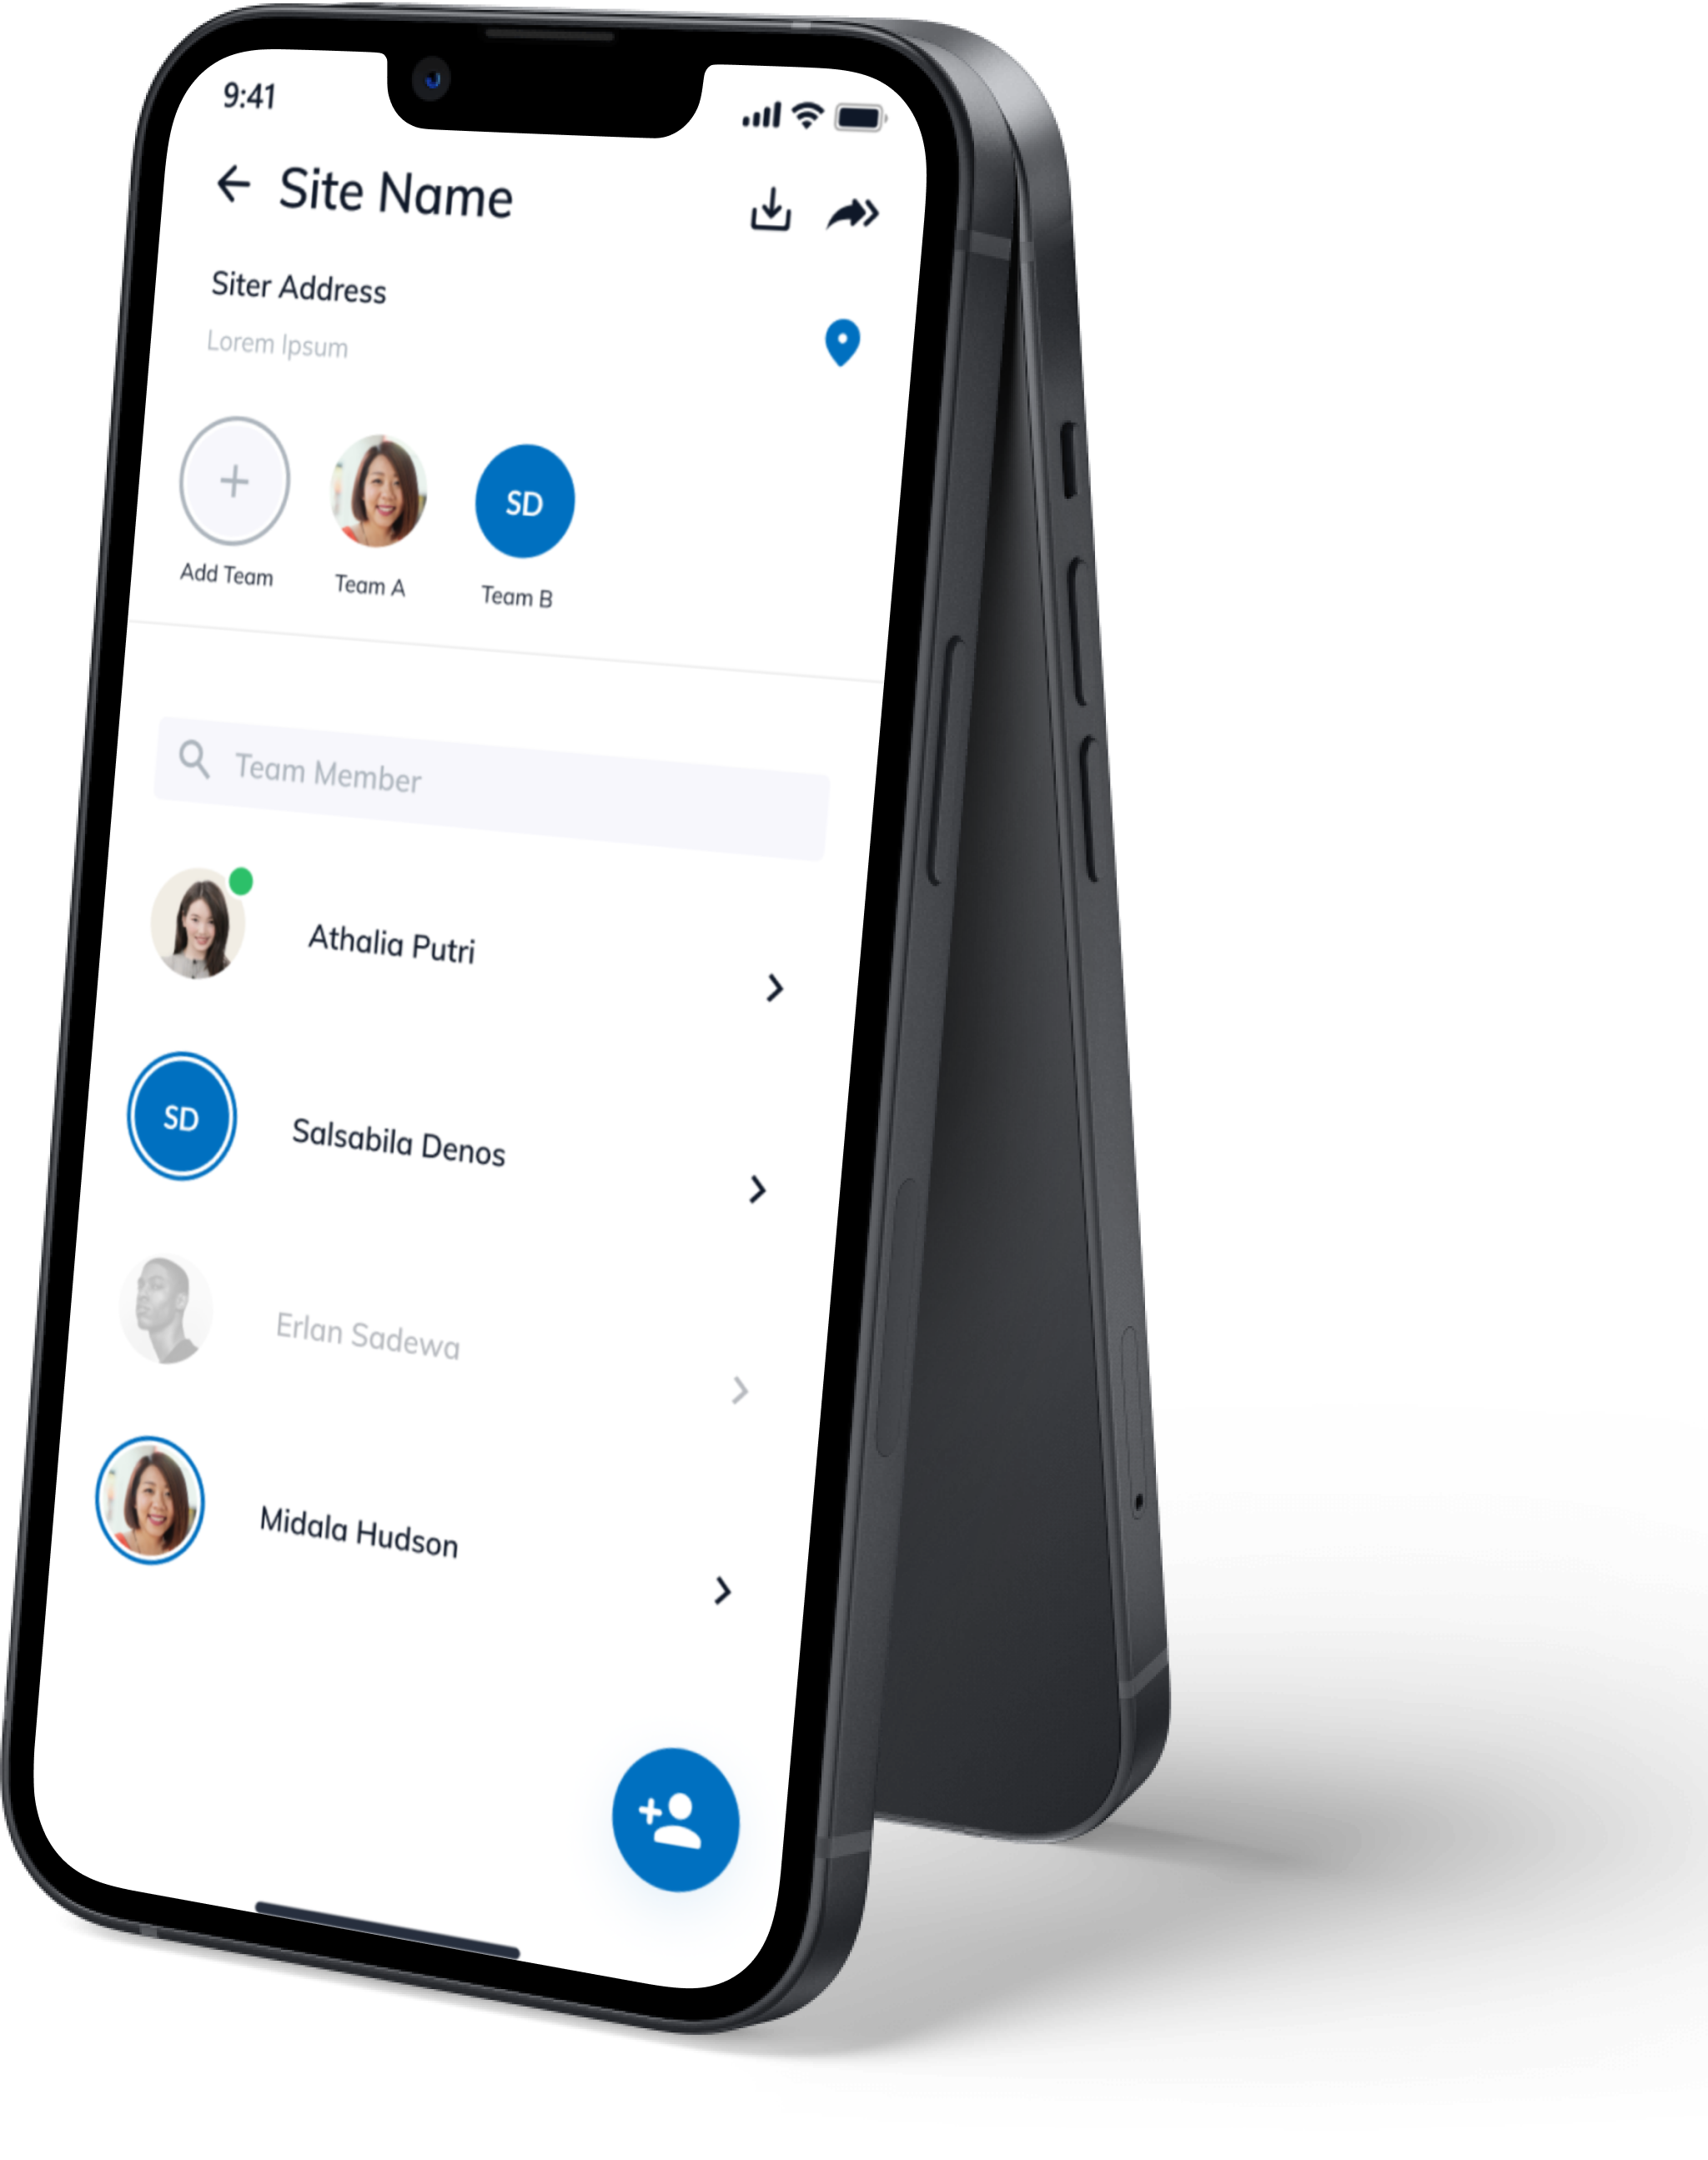 9:41
Site Name
Siter Address
Lorem Ipsum
SD
Add Team
Team A
Team B
Team Member
Athalia Putri
SD
Salsabila Denos
Erlan Sadewa
Midala Hudson